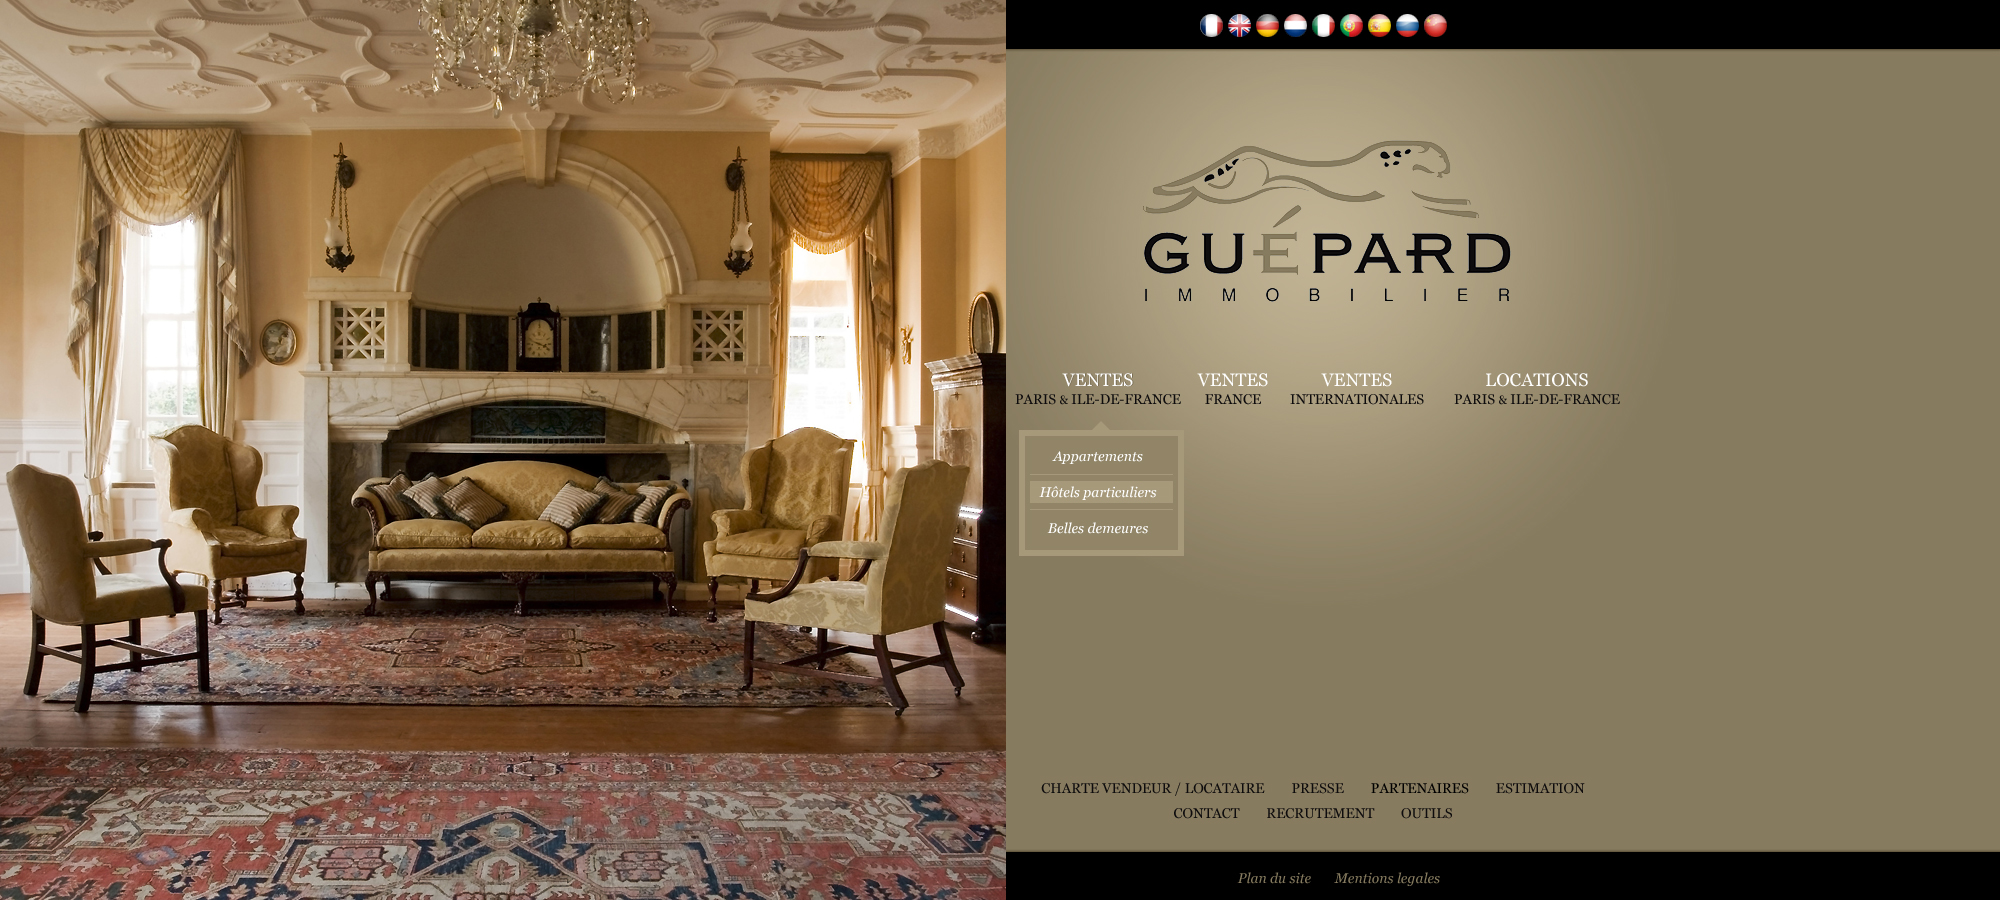 GUÉPARD
IMMOBILIER
VENTES
PARIS & ILE-DE-FRANCE
VENTES
FRANCE
VENTES
INTERNATIONALES
LOCATIONS
PARIS & ILE-DE-FRANCE
Appartements
Hôtels particuliers
Belles demeures
CHARTE VENDEUR / LOCATAIRE PRESSE PARTENAIRES ESTIMATION
CONTACT RECRUTEMENT OUTILS
Plan du site Mentions legales